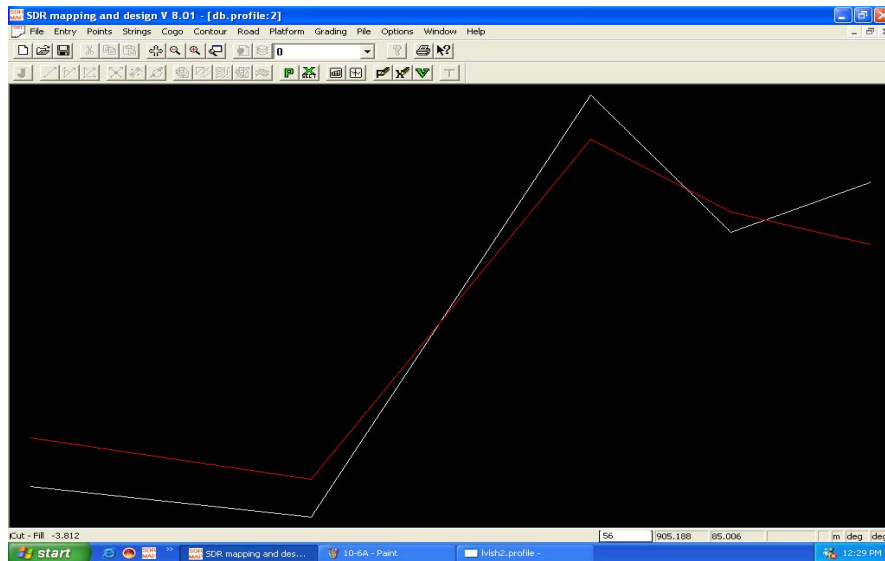 SDR mapping and design V 8.01 - [db.profile:2]
File Entry Points Strings Cogo Contour Road Platform Grading Pile Options Window Help
0
P
Cut - Fill -3.812 56 905.188 85.006 m deg deg
start SDR mapping and des... 10-6A - Paint lvlsh2.profile - 12:29 PM